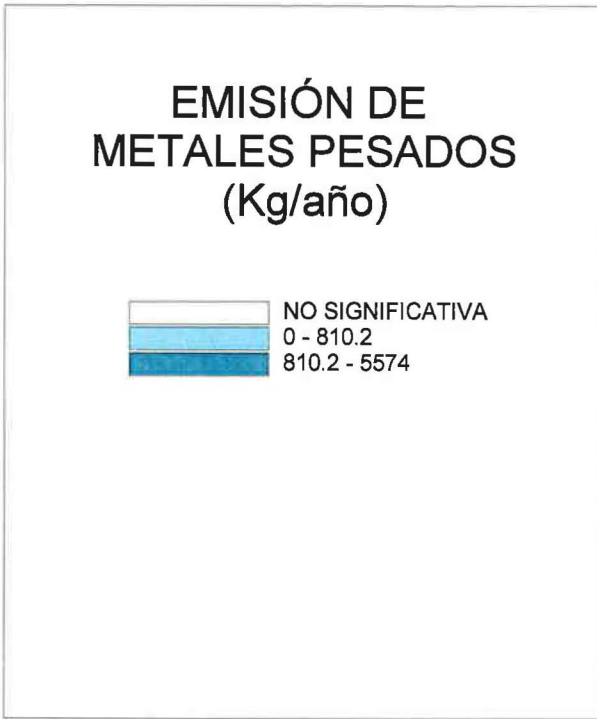 EMISIÓN DE
METALES PESADOS
(Kg/año)
NO SIGNIFICATIVA
0 - 810.2
810.2 - 5574